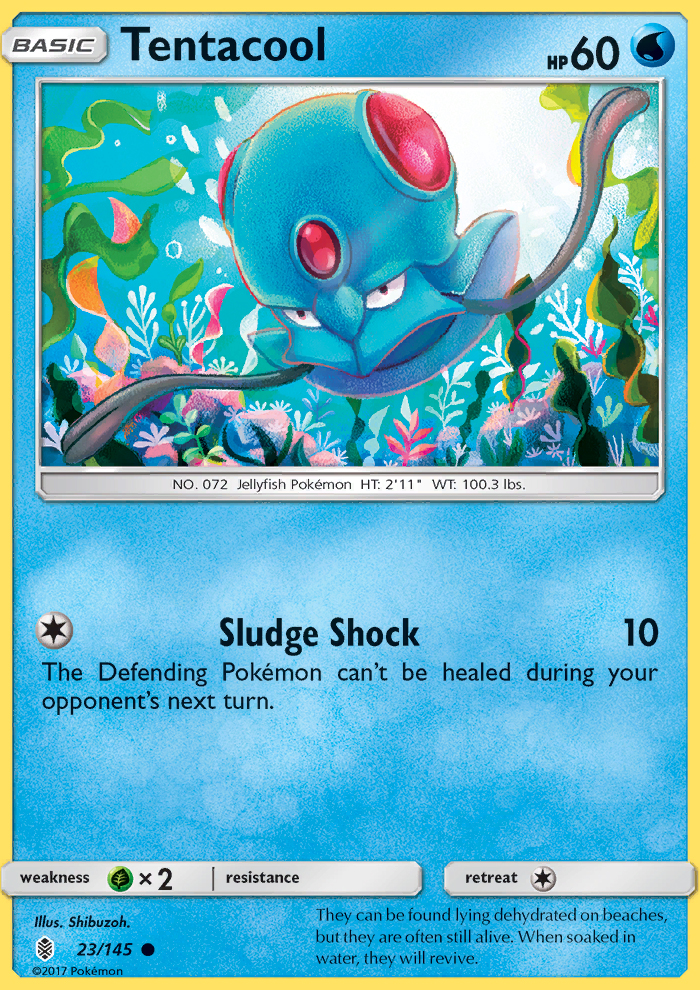 BASIC Tentacool HP60
NO. 072 Jellyfish Pokémon HT: 2'11" WT: 100.3 lbs.
Sludge Shock 10
The Defending Pokémon can't be healed during your
opponent's next turn.
weakness ×2 resistance retreat
Illus. Shibuzoh.
23/145
©2017 Pokémon
They can be found lying dehydrated on beaches,
but they are often still alive. When soaked in
water, they will revive.